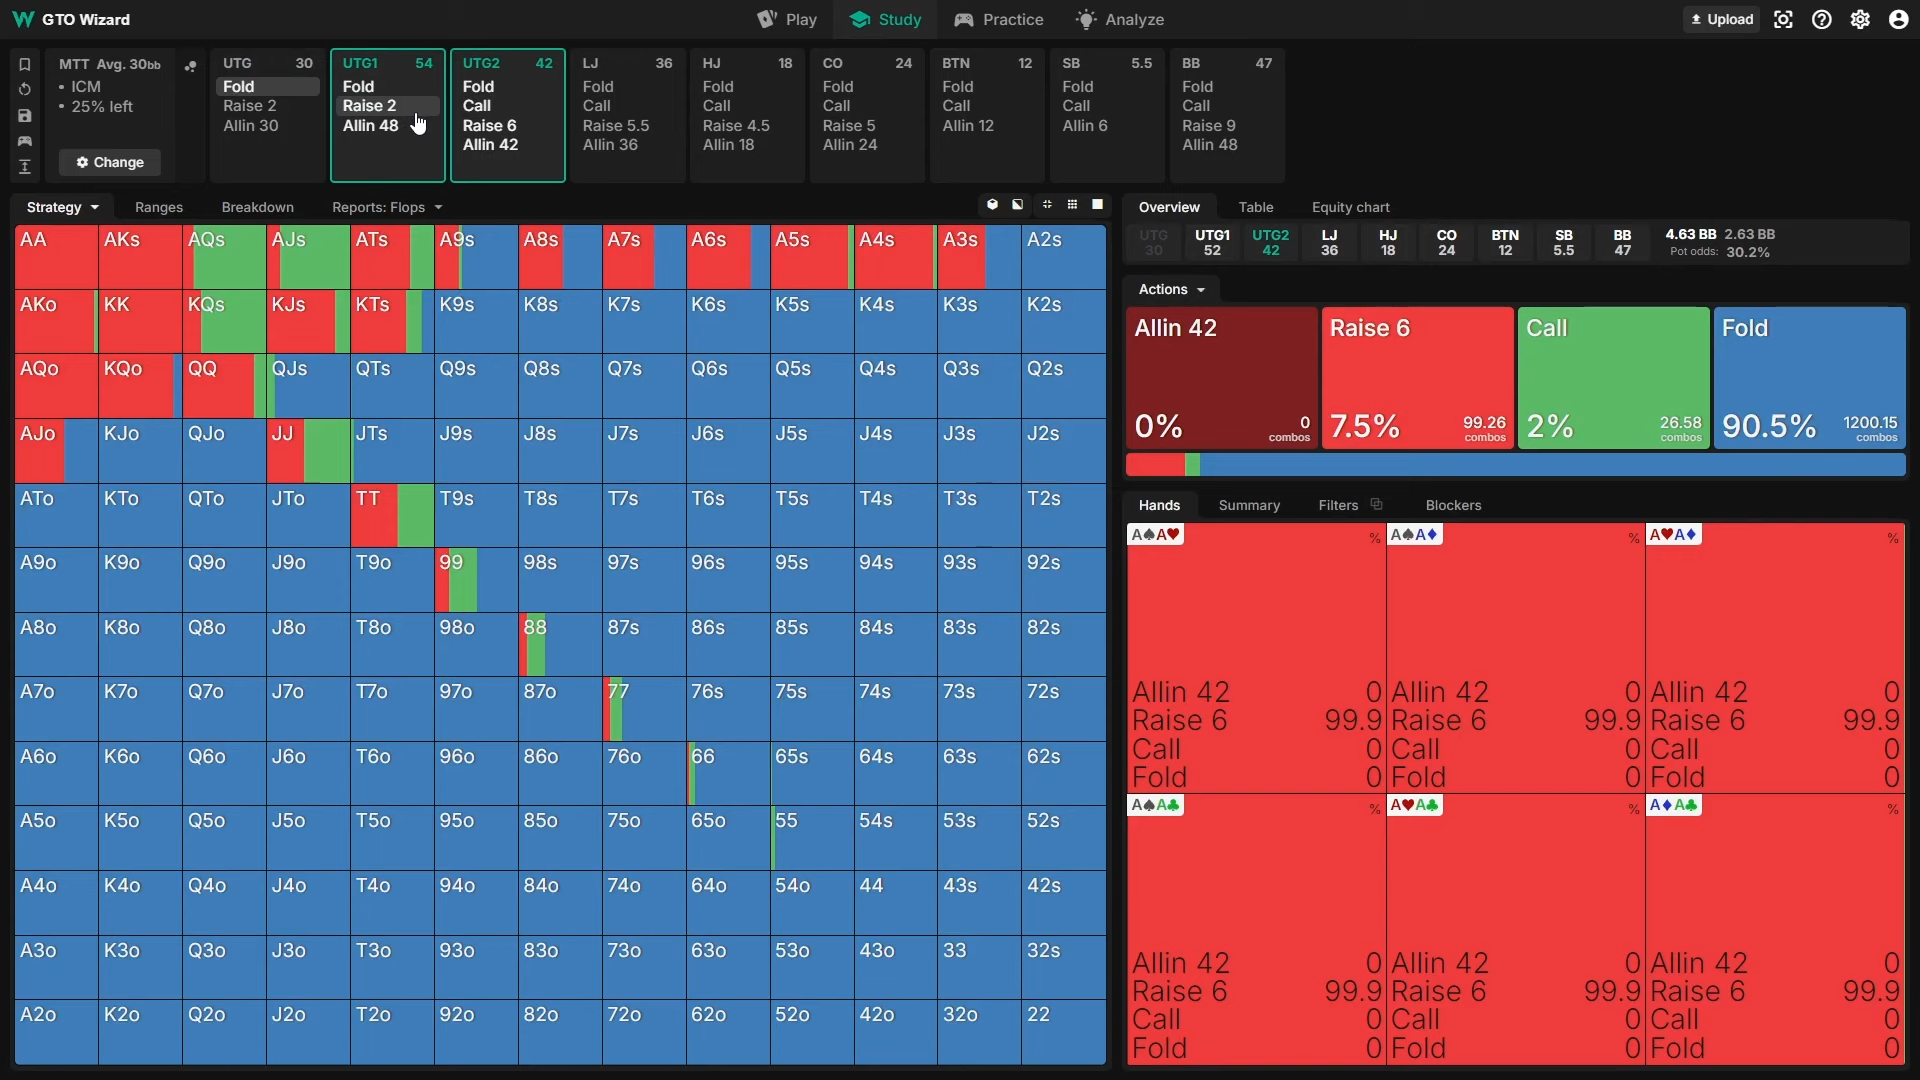 GTO Wizard
Play
Study
Practice
Analyze
Upload
MTT Avg. 30bb
• ICM
• 25% left
Change
UTG 30
Fold
Raise 2
Allin 30
UTG1 54
Fold
Raise 2
Allin 48
UTG2 42
Fold
Call
Raise 6
Allin 42
LJ 36
Fold
Call
Raise 5.5
Allin 36
HJ 18
Fold
Call
Raise 4.5
Allin 18
CO 24
Fold
Call
Raise 5
Allin 24
BTN 12
Fold
Call
Allin 12
SB 5.5
Fold
Call
Allin 6
BB 47
Fold
Call
Raise 9
Allin 48
Strategy Ranges Breakdown Reports: Flops
AA AKs AQs AJs ATs A9s A8s A7s A6s A5s A4s A3s A2s
AKo KK KQs KJs KTs K9s K8s K7s K6s K5s K4s K3s K2s
AQo KQo QQ QJs QTs Q9s Q8s Q7s Q6s Q5s Q4s Q3s Q2s
AJo KJo QJo JJ JTs J9s J8s J7s J6s J5s J4s J3s J2s
ATo KTo QTo JTo TT T9s T8s T7s T6s T5s T4s T3s T2s
A9o K9o Q9o J9o T9o 99 98s 97s 96s 95s 94s 93s 92s
A8o K8o Q8o J8o T8o 98o 88 87s 86s 85s 84s 83s 82s
A7o K7o Q7o J7o T7o 97o 87o 77 76s 75s 74s 73s 72s
A6o K6o Q6o J6o T6o 96o 86o 76o 66 65s 64s 63s 62s
A5o K5o Q5o J5o T5o 95o 85o 75o 65o 55 54s 53s 52s
A4o K4o Q4o J4o T4o 94o 84o 74o 64o 54o 44 43s 42s
A3o K3o Q3o J3o T3o 93o 83o 73o 63o 53o 43o 33 32s
A2o K2o Q2o J2o T2o 92o 82o 72o 62o 52o 42o 32o 22
Overview Table Equity chart
UTG UTG1 UTG2 LJ HJ CO BTN SB BB 4.63 BB 2.63 BB
30 52 42 36 18 24 12 5.5 47 Pot odds: 30.2%
Actions
Allin 42
0% 0 combos
Raise 6
7.5% 99.26 combos
Call
2% 26.58 combos
Fold
90.5% 1200.15 combos
Hands Summary Filters Blockers
A♠A♥ % A♠A♦ % A♥A♦ %
Allin 42 0 Allin 42 0 Allin 42 0
Raise 6 99.9 Raise 6 99.9 Raise 6 99.9
Call 0 Call 0 Call 0
Fold 0 Fold 0 Fold 0
A♠A♣ % A♥A♣ % A♦A♣ %
Allin 42 0 Allin 42 0 Allin 42 0
Raise 6 99.9 Raise 6 99.9 Raise 6 99.9
Call 0 Call 0 Call 0
Fold 0 Fold 0 Fold 0